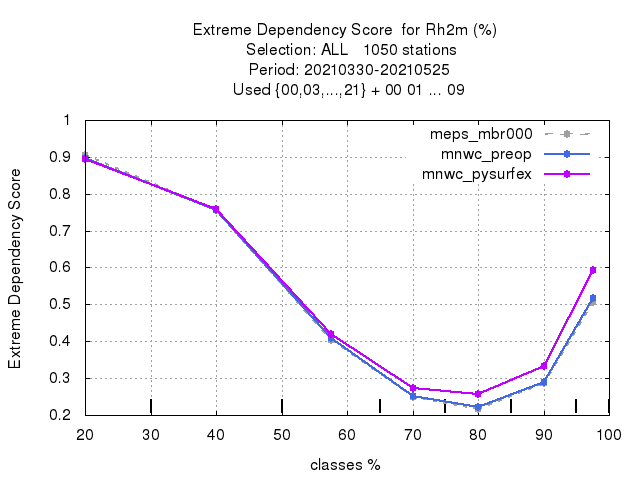 Extreme Dependency Score  for Rh2m (%)
Selection: ALL   1050 stations
Period: 20210330-20210525
Used {00,03,...,21} + 00 01 ... 09
meps_mbr000
mnwc_preop
mnwc_pysurfex
Extreme Dependency Score
1
0.9
0.8
0.7
0.6
0.5
0.4
0.3
0.2
20 30 40 50 60 70 80 90 100
classes %